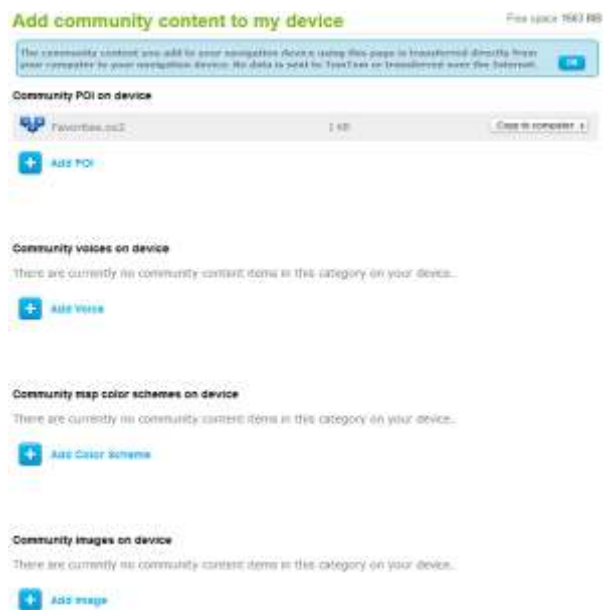 Add community content to my device
Free space 1563 MB
The community content you add to your navigation device using this page is transferred directly from
your computer to your navigation device. No data is sent to TomTom or transferred over the Internet.
OK
Community POI on device
Favorites.ov2
1 kB
Copy to computer
Add POI
Community voices on device
There are currently no community content items in this category on your device.
Add Voice
Community map color schemes on device
There are currently no community content items in this category on your device.
Add Color Scheme
Community images on device
There are currently no community content items in this category on your device.
Add Image